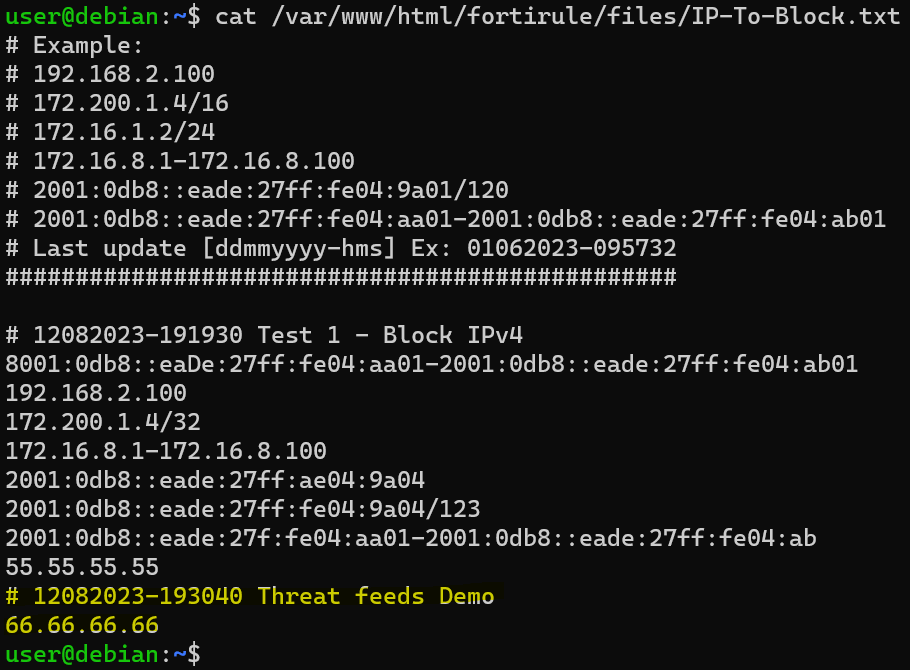 user@debian:~$ cat /var/www/html/fortirule/files/IP-To-Block.txt
# Example:
# 192.168.2.100
# 172.200.1.4/16
# 172.16.1.2/24
# 172.16.8.1-172.16.8.100
# 2001:0db8::eade:27ff:fe04:9a01/120
# 2001:0db8::eade:27ff:fe04:aa01-2001:0db8::eade:27ff:fe04:ab01
# Last update [ddmmyyyy-hms] Ex: 01062023-095732
################################################

# 12082023-191930 Test 1 - Block IPv4
8001:0db8::eaDe:27ff:fe04:aa01-2001:0db8::eade:27ff:fe04:ab01
192.168.2.100
172.200.1.4/32
172.16.8.1-172.16.8.100
2001:0db8::eade:27ff:ae04:9a04
2001:0db8::eade:27ff:fe04:9a04/123
2001:0db8::eade:27f:fe04:aa01-2001:0db8::eade:27ff:fe04:ab
55.55.55.55
# 12082023-193040 Threat feeds Demo
66.66.66.66
user@debian:~$